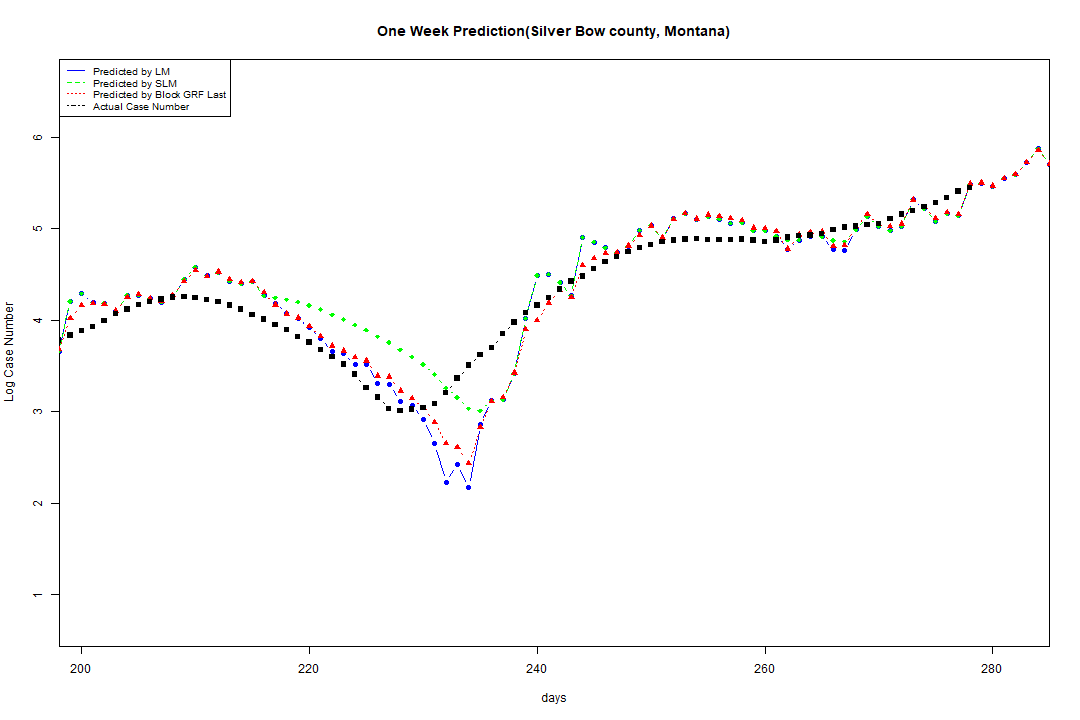 One Week Prediction(Silver Bow county, Montana)
Predicted by LM
Predicted by SLM
Predicted by Block GRF Last
Actual Case Number
6
5
4
3
2
1
Log Case Number
200 220 240 260 280
days